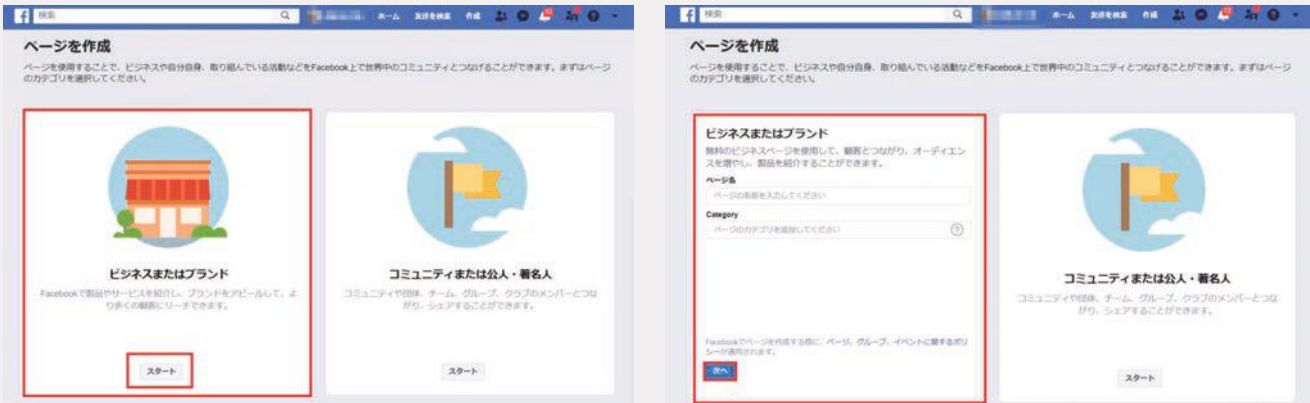 検索
ホーム 友達を検索 作成
ページを作成
ページを使用することで、ビジネスや自分自身、取り組んでいる活動などをFacebook上で世界中のコミュニティとつなげることができます。まずはページ
のカテゴリを選択してください。
ビジネスまたはブランド
Facebookで製品やサービスを紹介し、ブランドをアピールして、よ
り多くの顧客にリーチできます。
スタート
コミュニティまたは公人・著名人
コミュニティや団体、チーム、グループ、クラブのメンバーとつな
がり、シェアすることができます。
スタート
検索
ホーム 友達を検索 作成
ページを作成
ページを使用することで、ビジネスや自分自身、取り組んでいる活動などをFacebook上で世界中のコミュニティとつなげることができます。まずはページ
のカテゴリを選択してください。
ビジネスまたはブランド
無料のビジネスページを使用して、顧客とつながり、オーディエン
スを増やし、製品を紹介することができます。
ページ名
ページの名前を入力してください
Category
ページのカテゴリを追加してください
Facebookでページを作成する際に、ページ、グループ、イベントに関するポリ
シーが適用されます。
次へ
コミュニティまたは公人・著名人
コミュニティや団体、チーム、グループ、クラブのメンバーとつな
がり、シェアすることができます。
スタート